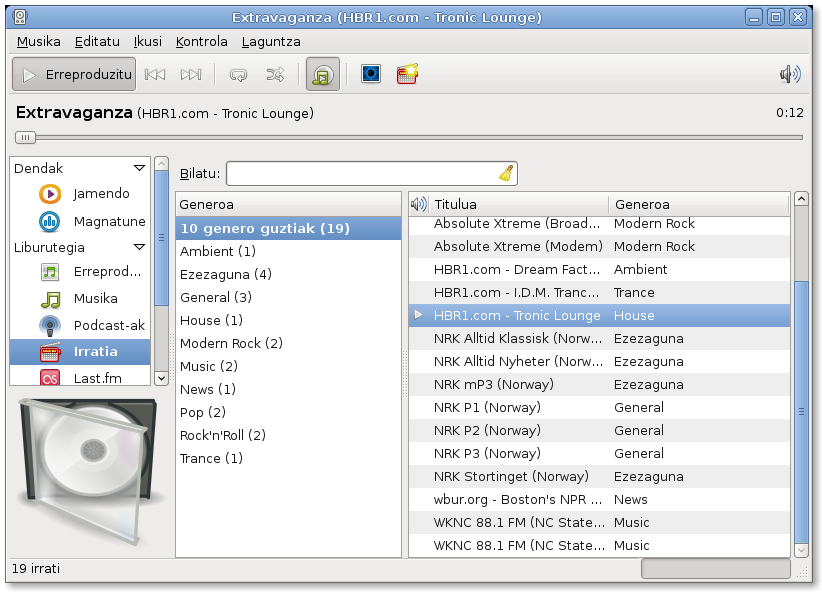 Extravaganza (HBR1.com - Tronic Lounge)
Musika Editatu Ikusi Kontrola Laguntza
Erreproduzitu
Extravaganza (HBR1.com - Tronic Lounge) 0:12
Dendak
Jamendo
Magnatune
Liburutegia
Erreprod...
Musika
Podcast-ak
Irratia
Last.fm
Bilatu:
Generoa
10 genero guztiak (19)
Ambient (1)
Ezezaguna (4)
General (3)
House (1)
Modern Rock (2)
Music (2)
News (1)
Pop (2)
Rock'n'Roll (2)
Trance (1)
Titulua Generoa
Absolute Xtreme (Broad... Modern Rock
Absolute Xtreme (Modem) Modern Rock
HBR1.com - Dream Fact... Ambient
HBR1.com - I.D.M. Tranc... Trance
HBR1.com - Tronic Lounge House
NRK Alltid Klassisk (Norw... Ezezaguna
NRK Alltid Nyheter (Norw... Ezezaguna
NRK mP3 (Norway) Ezezaguna
NRK P1 (Norway) General
NRK P2 (Norway) General
NRK P3 (Norway) General
NRK Stortinget (Norway) Ezezaguna
wbur.org - Boston's NPR ... News
WKNC 88.1 FM (NC State... Music
WKNC 88.1 FM (NC State... Music
19 irrati